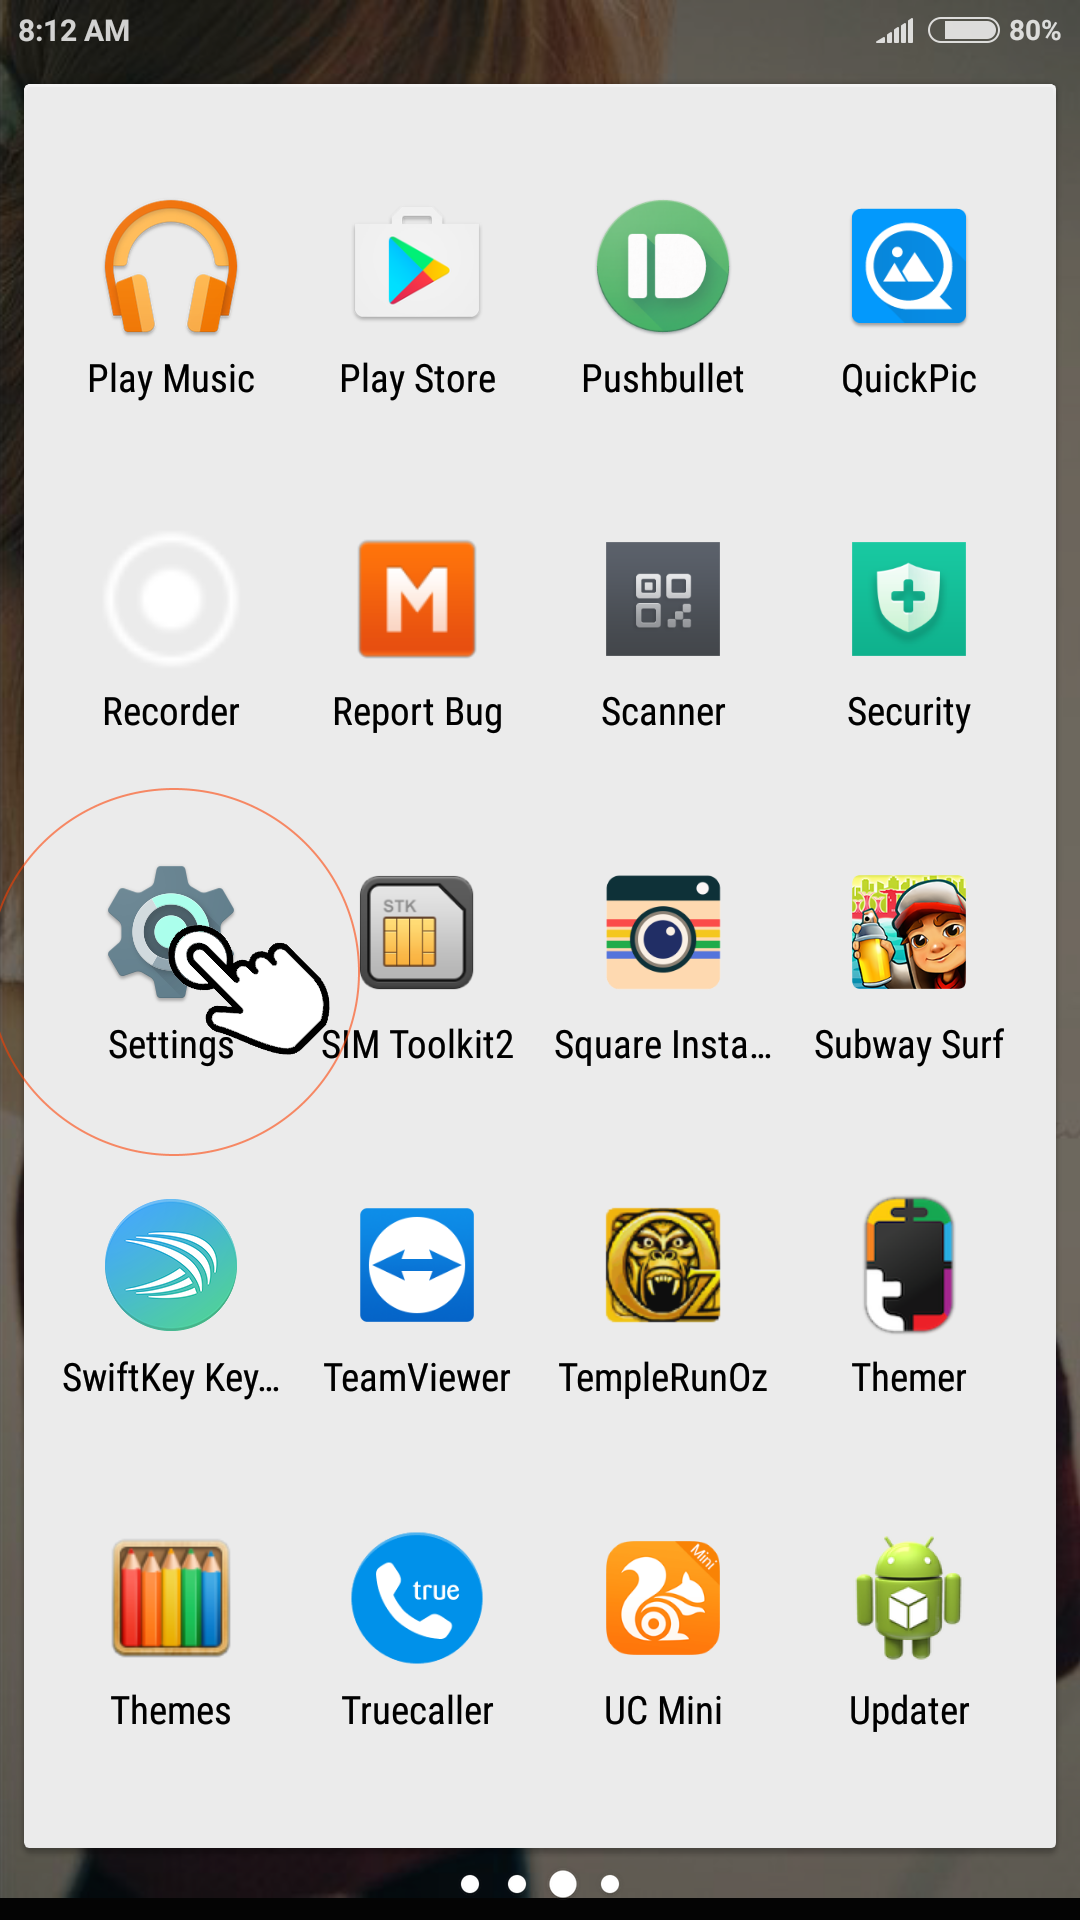 8:12 AM 80%
Play Music Play Store Pushbullet QuickPic
M
Recorder Report Bug Scanner Security
STK
Settings SIM Toolkit2 Square Insta... Subway Surf
Oz
SwiftKey Key... TeamViewer TempleRunOz Themer
true Mini
Themes Truecaller UC Mini Updater